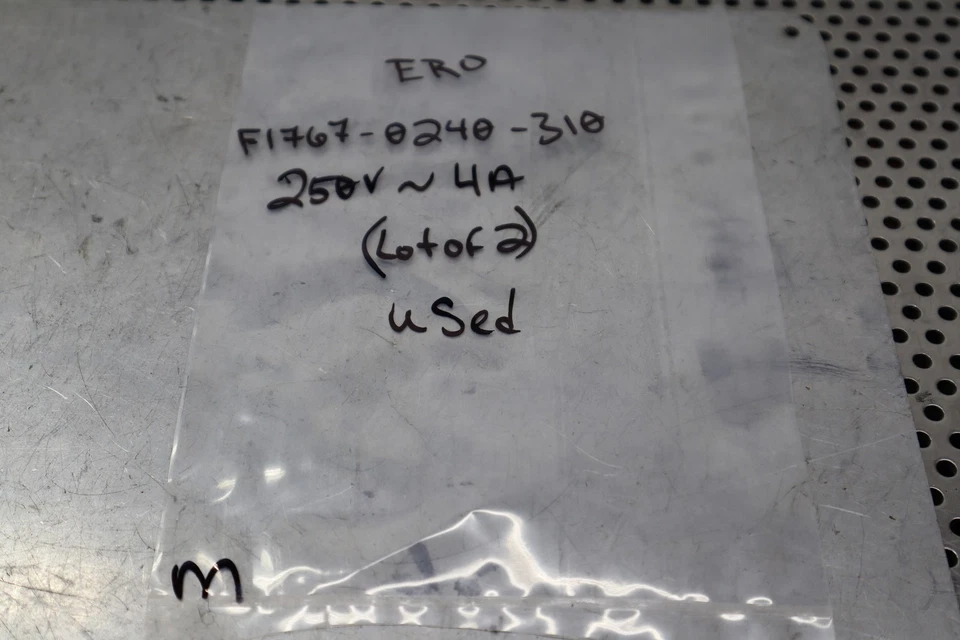 ERO
F1767-0240-310
250V ~ 4A
(Lot of 2)
used
M